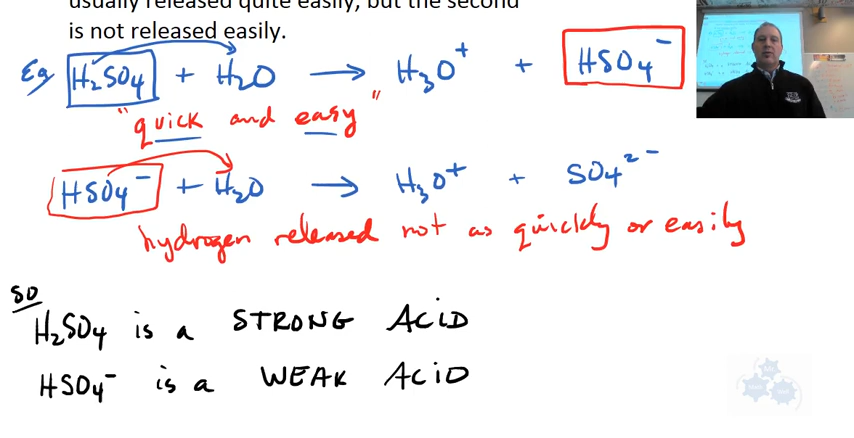 usually released quite easily, but the second
is not released easily.
Eg H₂SO₄ + H₂O → H₃O⁺ + HSO₄⁻
"quick and easy"
HSO₄⁻ + H₂O → H₃O⁺ + SO₄²⁻
hydrogen released not as quickly or easily
SO
H₂SO₄ is a STRONG ACiD
HSO₄⁻ is a WEAK ACiD